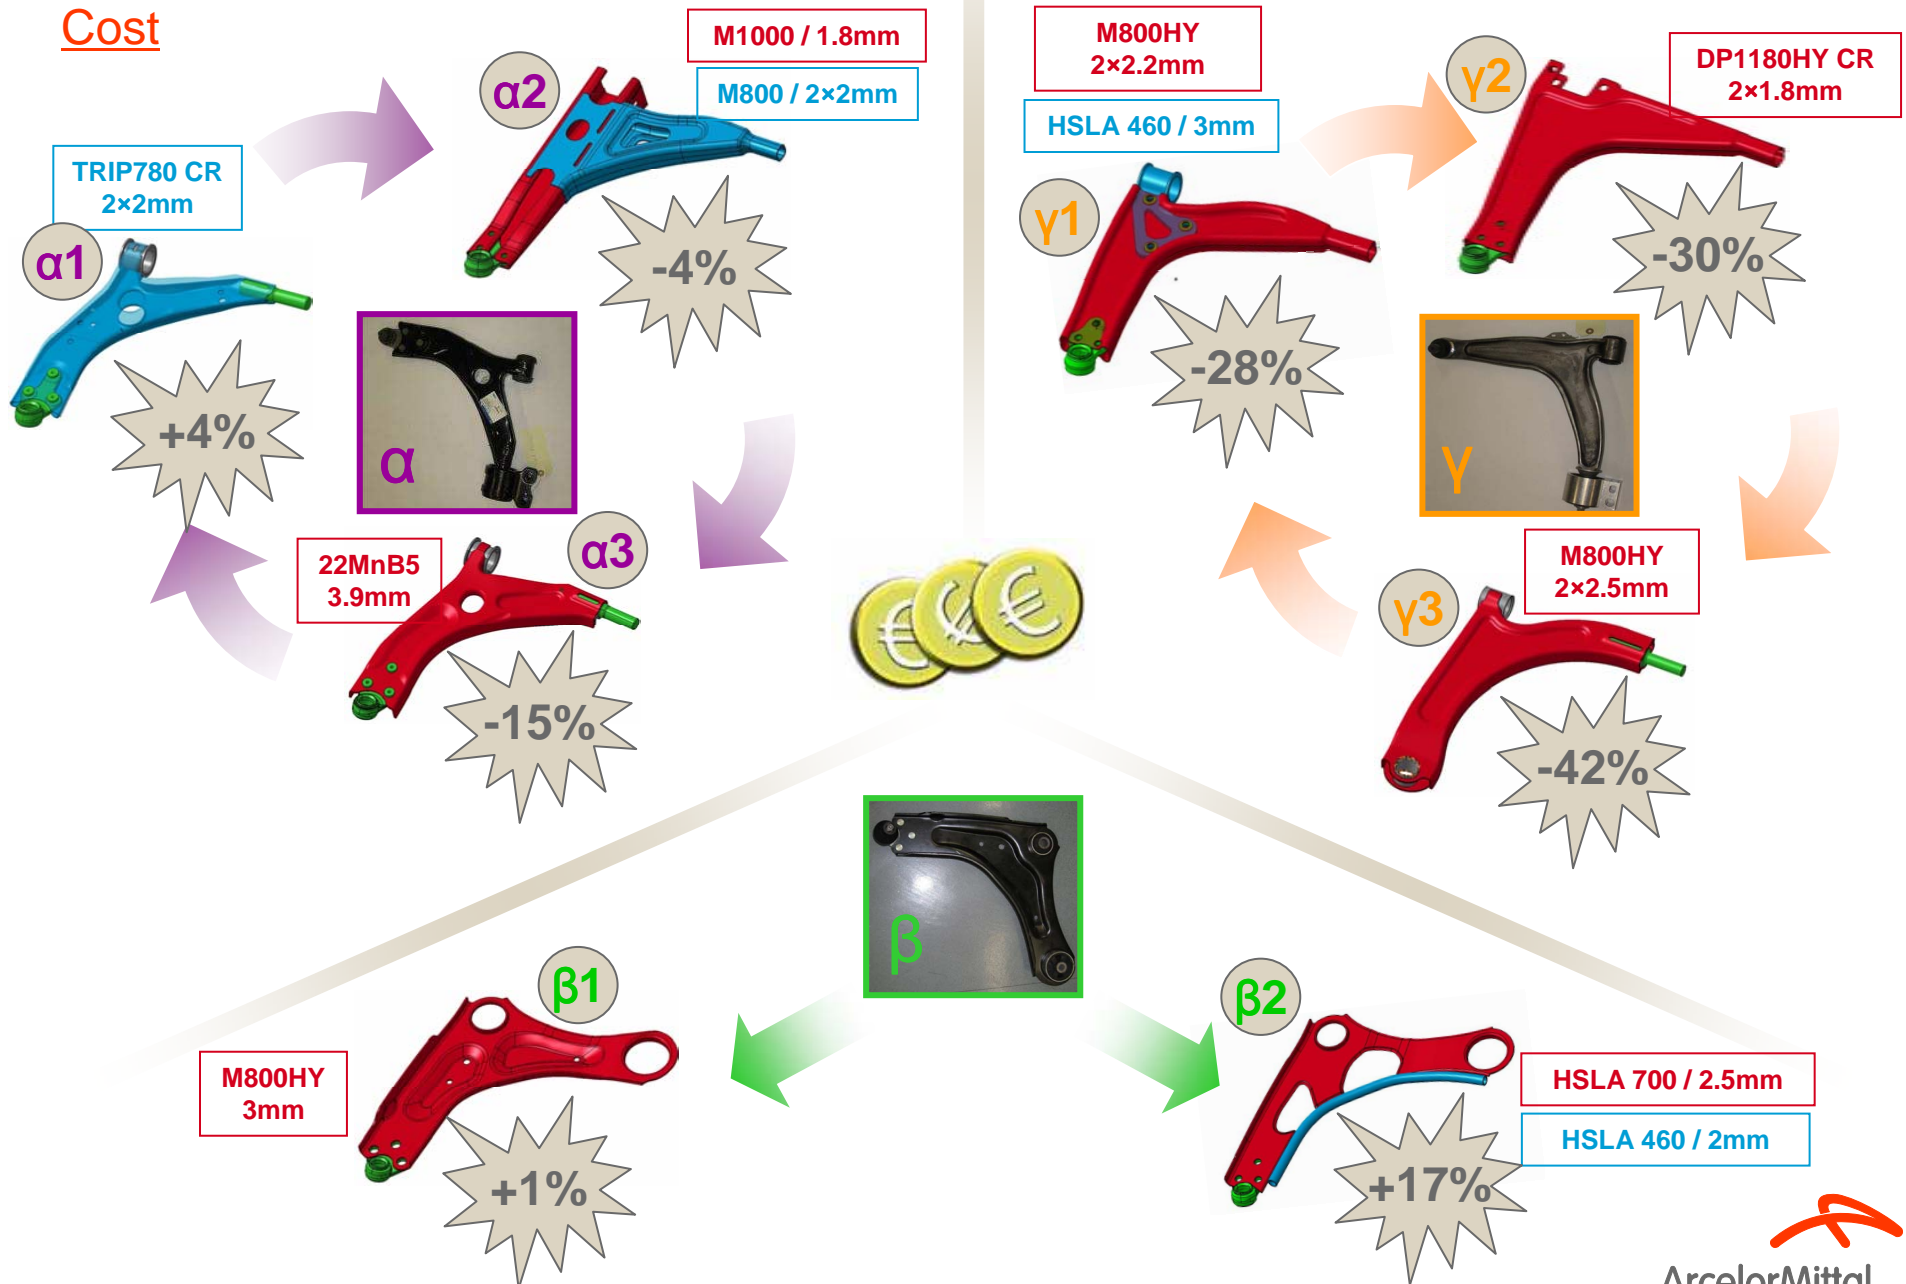 Cost
M1000 / 1.8mm
M800 / 2×2mm
α2
TRIP780 CR
2×2mm
α1
-4%
+4%
α
22MnB5
3.9mm
α3
-15%
M800HY
2×2.2mm
HSLA 460 / 3mm
γ1
γ2
DP1180HY CR
2×1.8mm
-30%
-28%
γ
M800HY
2×2.5mm
γ3
-42%
β
β1
M800HY
3mm
+1%
β2
HSLA 700 / 2.5mm
HSLA 460 / 2mm
+17%
ArcelorMittal